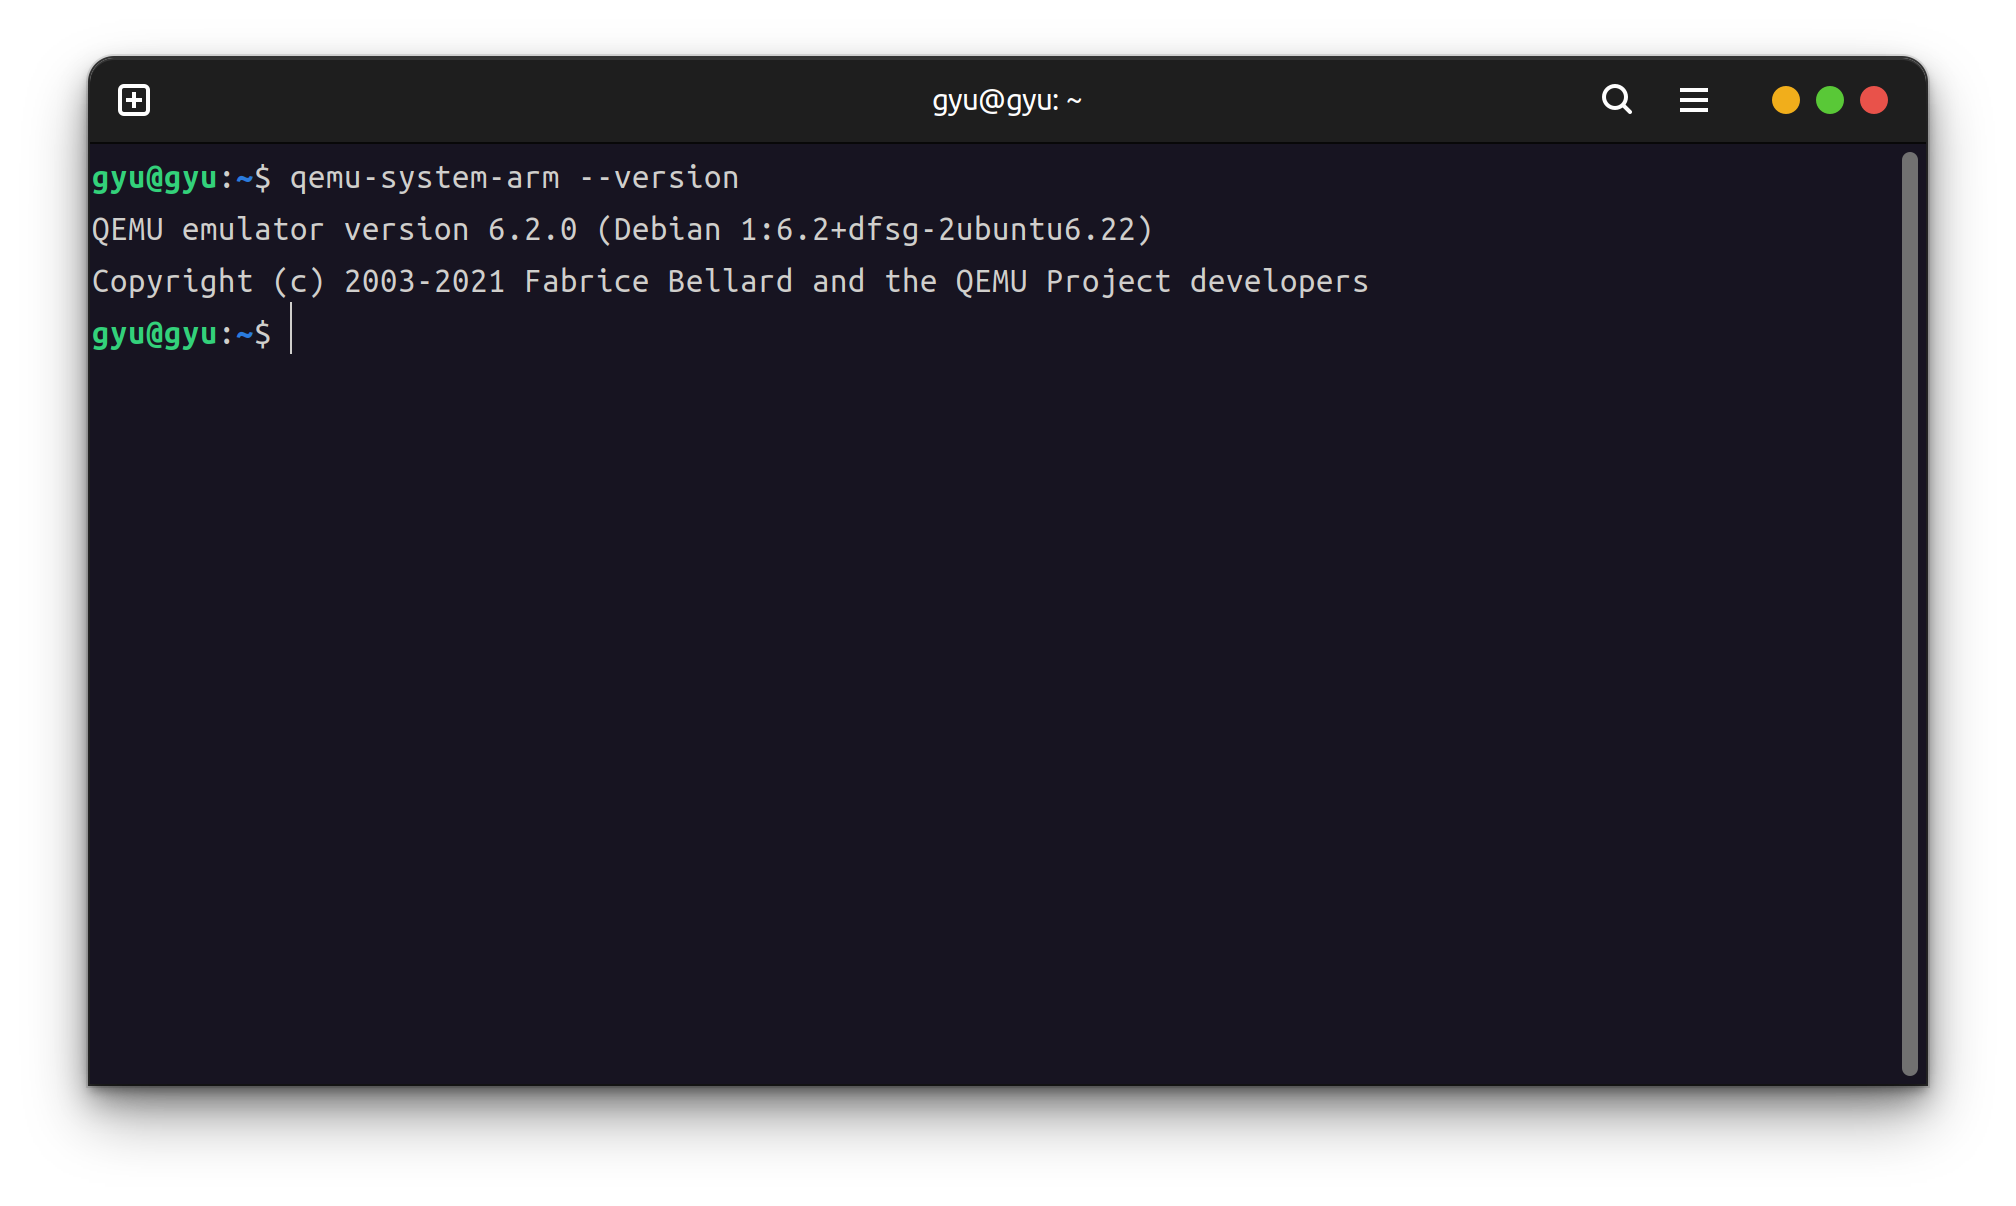 gyu@gyu: ~
gyu@gyu:~$ qemu-system-arm --version
QEMU emulator version 6.2.0 (Debian 1:6.2+dfsg-2ubuntu6.22)
Copyright (c) 2003-2021 Fabrice Bellard and the QEMU Project developers
gyu@gyu:~$